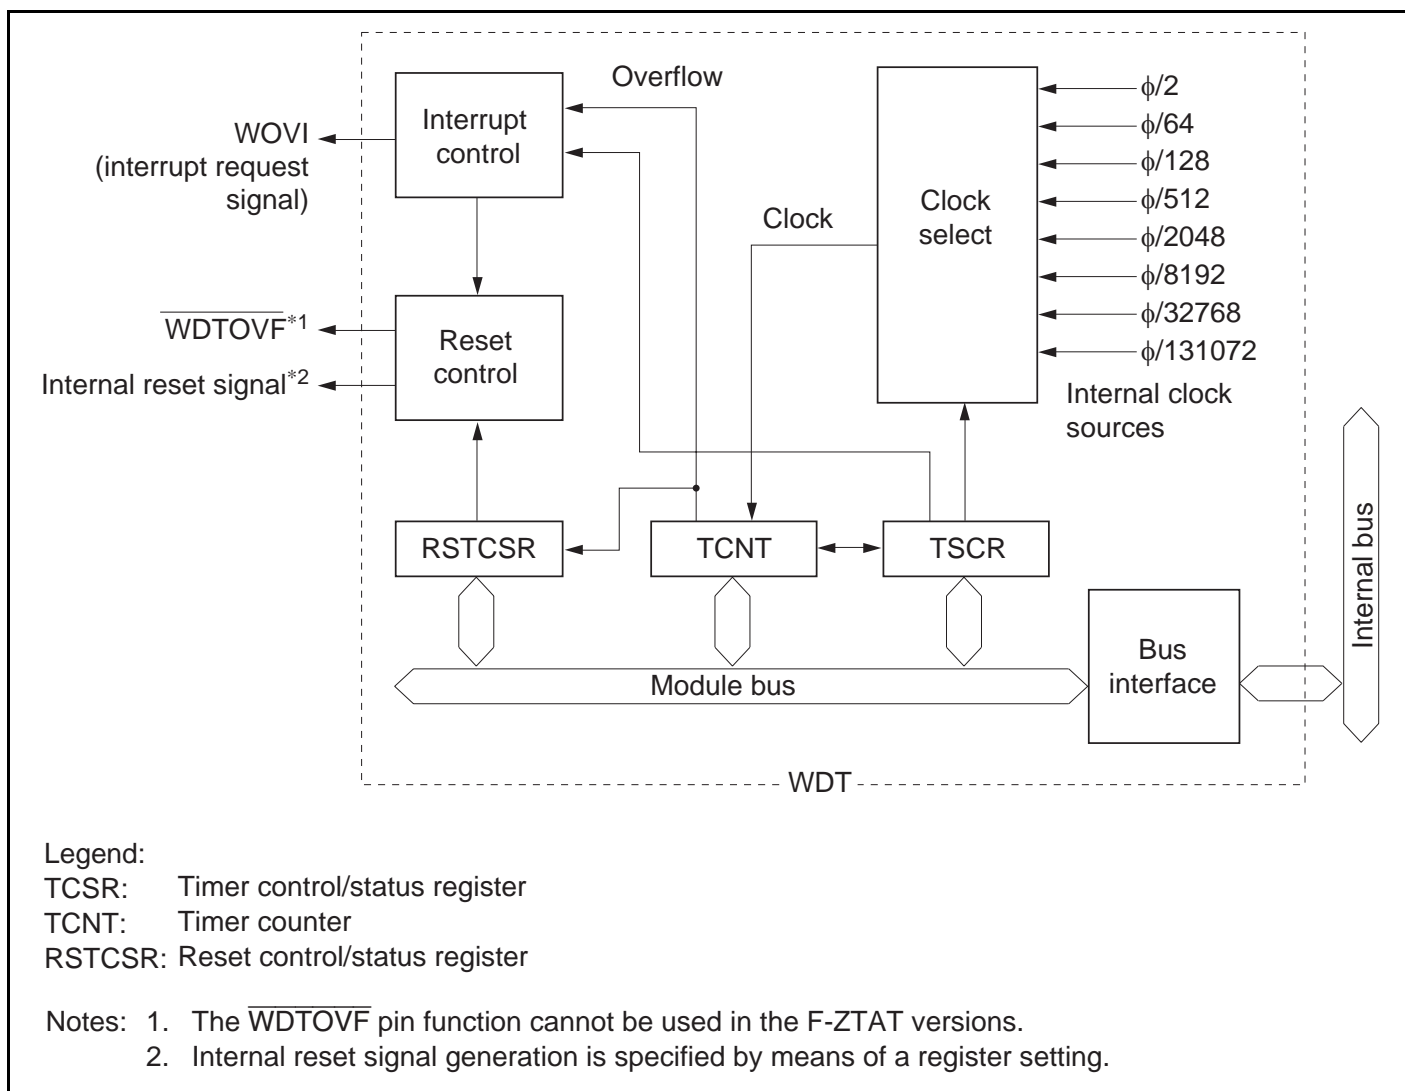 Overflow
Interrupt
control
WOVI
(interrupt request
signal)
Reset
control
WDTOVF*1
Internal reset signal*2
Clock
Clock
select
ϕ/2
ϕ/64
ϕ/128
ϕ/512
ϕ/2048
ϕ/8192
ϕ/32768
ϕ/131072
Internal clock
sources
RSTCSR
TCNT
TSCR
Module bus
Bus
interface
Internal bus
WDT
Legend:
TCSR: Timer control/status register
TCNT: Timer counter
RSTCSR: Reset control/status register
Notes: 1. The WDTOVF pin function cannot be used in the F-ZTAT versions.
2. Internal reset signal generation is specified by means of a register setting.